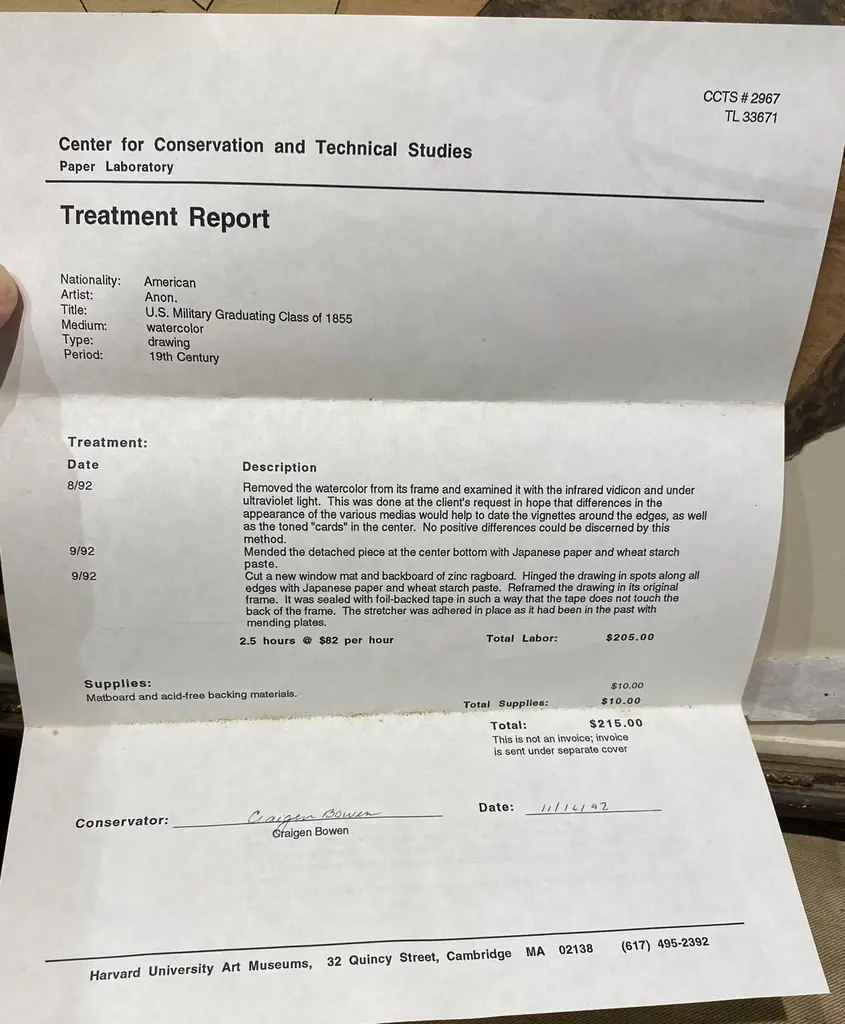 CCTS # 2967
TL 33671
Center for Conservation and Technical Studies
Paper Laboratory
Treatment Report
Nationality: American
Artist: Anon.
Title: U.S. Military Graduating Class of 1855
Medium: watercolor
Type: drawing
Period: 19th Century
Treatment:
Date Description
8/92 Removed the watercolor from its frame and examined it with the infrared vidicon and under
ultraviolet light. This was done at the client's request in hope that differences in the
appearance of the various medias would help to date the vignettes around the edges, as well
as the toned "cards" in the center. No positive differences could be discerned by this
method.
9/92 Mended the detached piece at the center bottom with Japanese paper and wheat starch
paste.
9/92 Cut a new window mat and backboard of zinc ragboard. Hinged the drawing in spots along all
edges with Japanese paper and wheat starch paste. Reframed the drawing in its original
frame. It was sealed with foil-backed tape in such a way that the tape does not touch the
back of the frame. The stretcher was adhered in place as it had been in the past with
mending plates.
2.5 hours @ $82 per hour Total Labor: $205.00
Supplies:
Matboard and acid-free backing materials. $10.00
Total Supplies: $10.00
Total: $215.00
This is not an invoice; invoice
is sent under separate cover
Conservator: Craigen Bowen Date:
Craigen Bowen
Harvard University Art Museums, 32 Quincy Street, Cambridge MA 02138 (617) 495-2392